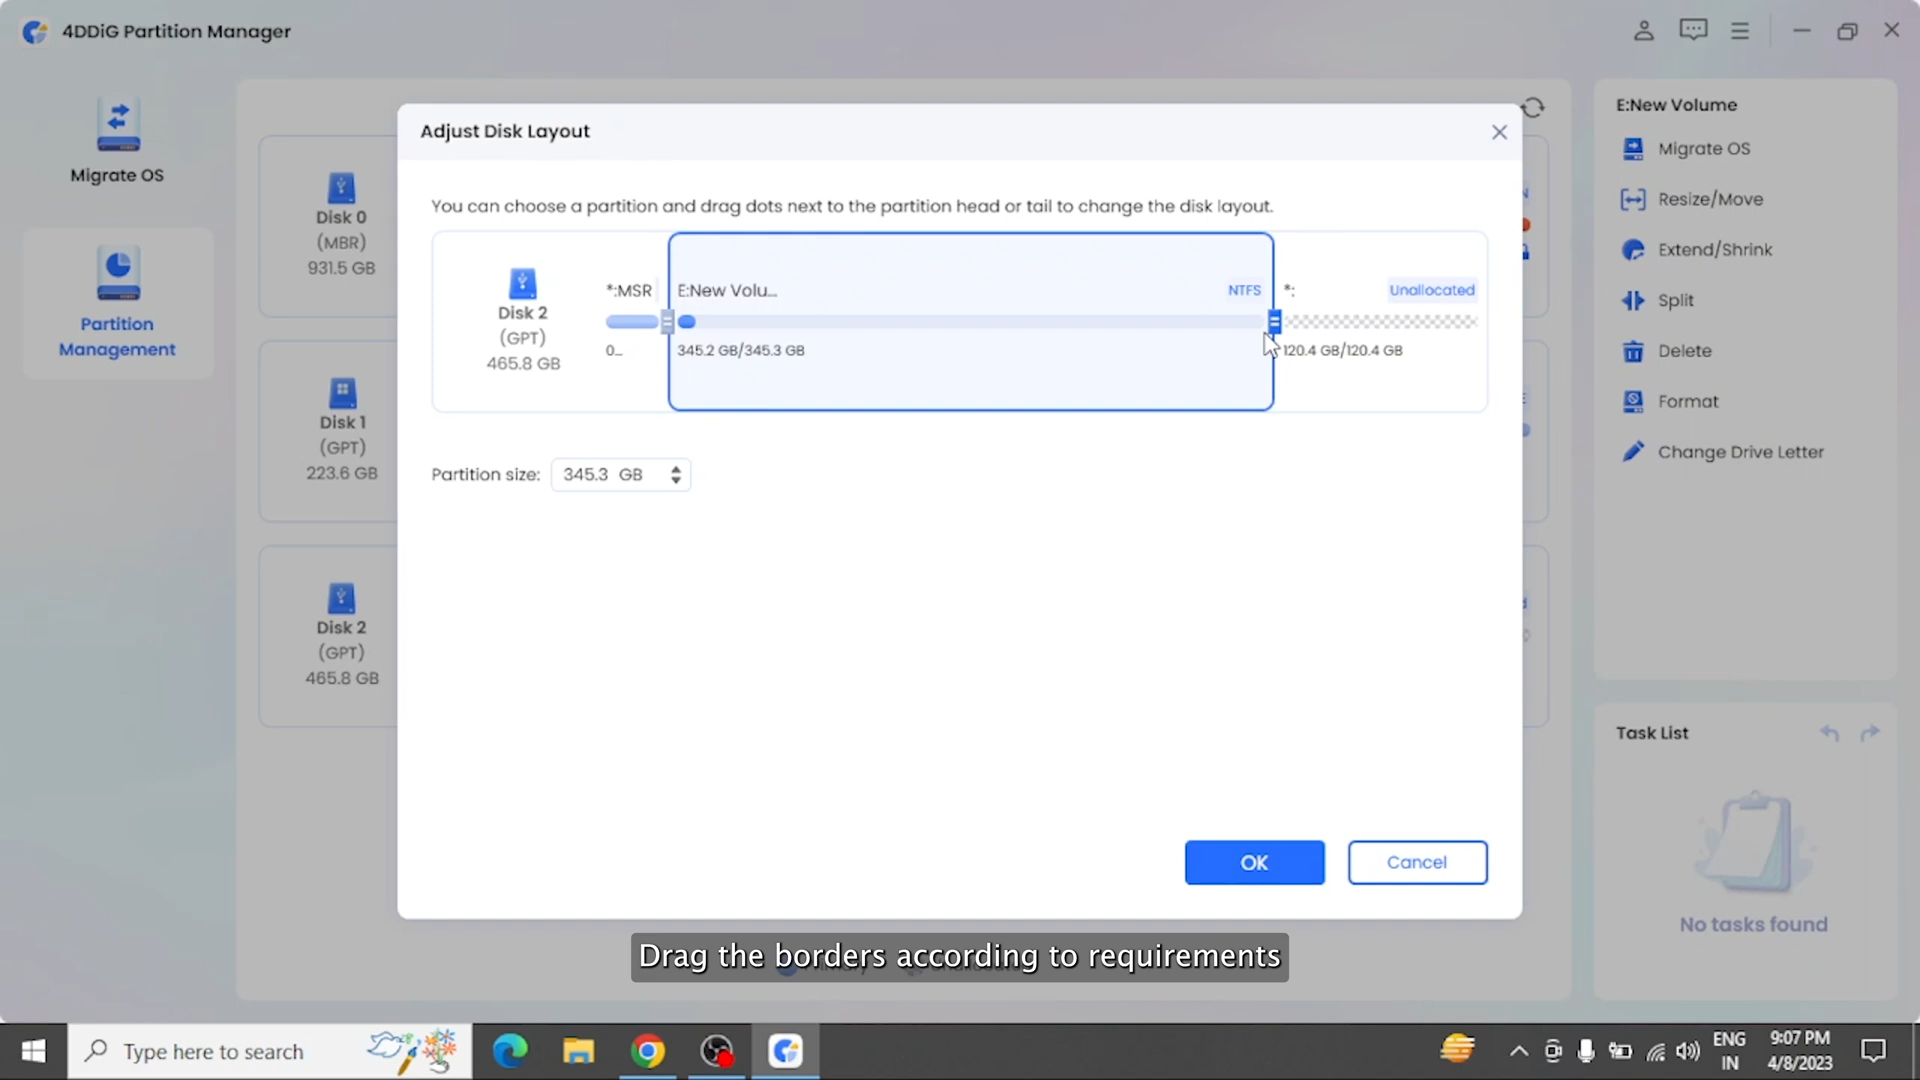 4DDiG Partition Manager
Migrate OS
Partition
Management
Disk 0
(MBR)
931.5 GB
Disk 1
(GPT)
223.6 GB
Disk 2
(GPT)
465.8 GB
Adjust Disk Layout
You can choose a partition and drag dots next to the partition head or tail to change the disk layout.
Disk 2
(GPT)
465.8 GB
*:MSR
0...
E:New Volu...
NTFS
345.2 GB/345.3 GB
*:
Unallocated
120.4 GB/120.4 GB
Partition size: 345.3 GB
OK
Cancel
E:New Volume
Migrate OS
Resize/Move
Extend/Shrink
Split
Delete
Format
Change Drive Letter
Task List
No tasks found
Drag the borders according to requirements
Type here to search
ENG
IN
9:07 PM
4/8/2023